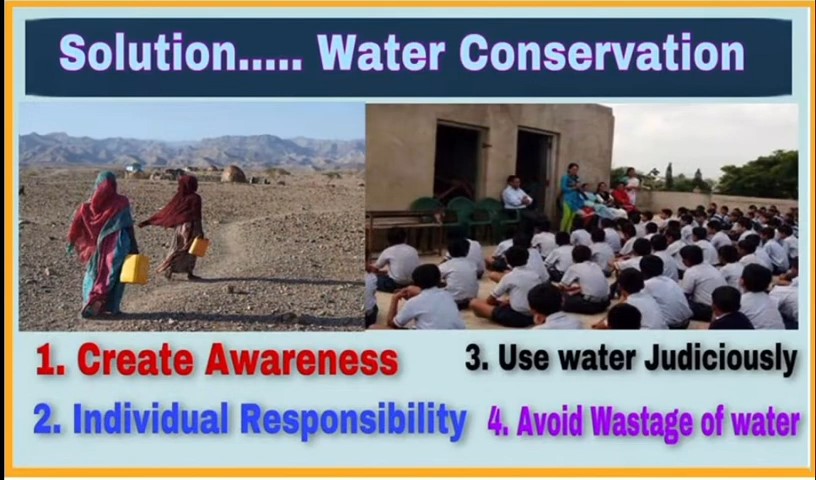 Solution..... Water Conservation
1. Create Awareness
2. Individual Responsibility
3. Use water Judiciously
4. Avoid Wastage of water